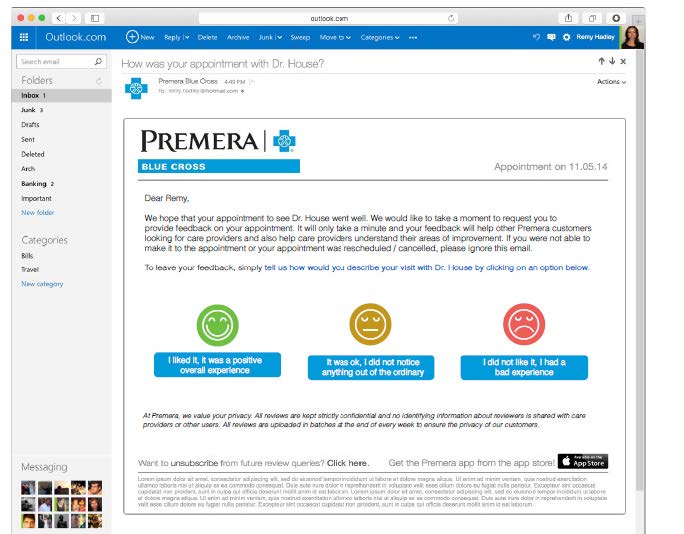 outlook.com
Outlook.com
New Reply Delete Archive Junk Sweep Move to Categories ••• Remy Hadley
Search email
How was your appointment with Dr. House?
Folders
Premera Blue Cross 4:49 PM
Actions
To: remy.hadley@hotmail.com
Inbox 1
Junk 3
Drafts
Sent
Deleted
Arch
Banking 2
Important
New folder
Categories
Bills
Travel
New category
Messaging
PREMERA
BLUE CROSS
Appointment on 11.05.14
Dear Remy,
We hope that your appointment to see Dr. House went well. We would like to take a moment to request you to
provide feedback on your appointment. It will only take a minute and your feedback will help other Premera customers
looking for care providers and also help care providers understand their areas of improvement. If you were not able to
make it to the appointment or your appointment was rescheduled / cancelled, please ignore this email.
To leave your feedback, simply tell us how would you describe your visit with Dr. House by clicking on an option below.
I liked it, it was a positive
overall experience
It was ok, I did not notice
anything out of the ordinary
I did not like it, I had a
bad experience
At Premera, we value your privacy. All reviews are kept strictly confidential and no identifying information about reviewers is shared with care
providers or other users. All reviews are uploaded in batches at the end of every week to ensure the privacy of our customers.
Want to unsubscribe from future review queries? Click here.
Get the Premera app from the app store!
Available on the
App Store
Lorem ipsum dolor sit amet, consectetur adipiscing elit, sed do eiusmod tempor incididunt ut labore et dolore magna aliqua. Ut enim ad minim veniam, quis nostrud exercitation
ullamco laboris nisi ut aliquip ex ea commodo consequat. Duis aute irure dolor in reprehenderit in voluptate velit esse cillum dolore eu fugiat nulla pariatur. Excepteur sint occaecat
cupidatat non proident, sunt in culpa qui officia deserunt mollit anim id est laborum. Lorem ipsum dolor sit amet, consectetur adipiscing elit, sed do eiusmod tempor incididunt ut labore
et dolore magna aliqua. Ut enim ad minim veniam, quis nostrud exercitation ullamco laboris nisi ut aliquip ex ea commodo consequat. Duis aute irure dolor in reprehenderit in voluptate
velit esse cillum dolore eu fugiat nulla pariatur. Excepteur sint occaecat cupidatat non proident, sunt in culpa qui officia deserunt mollit anim id est laborum.